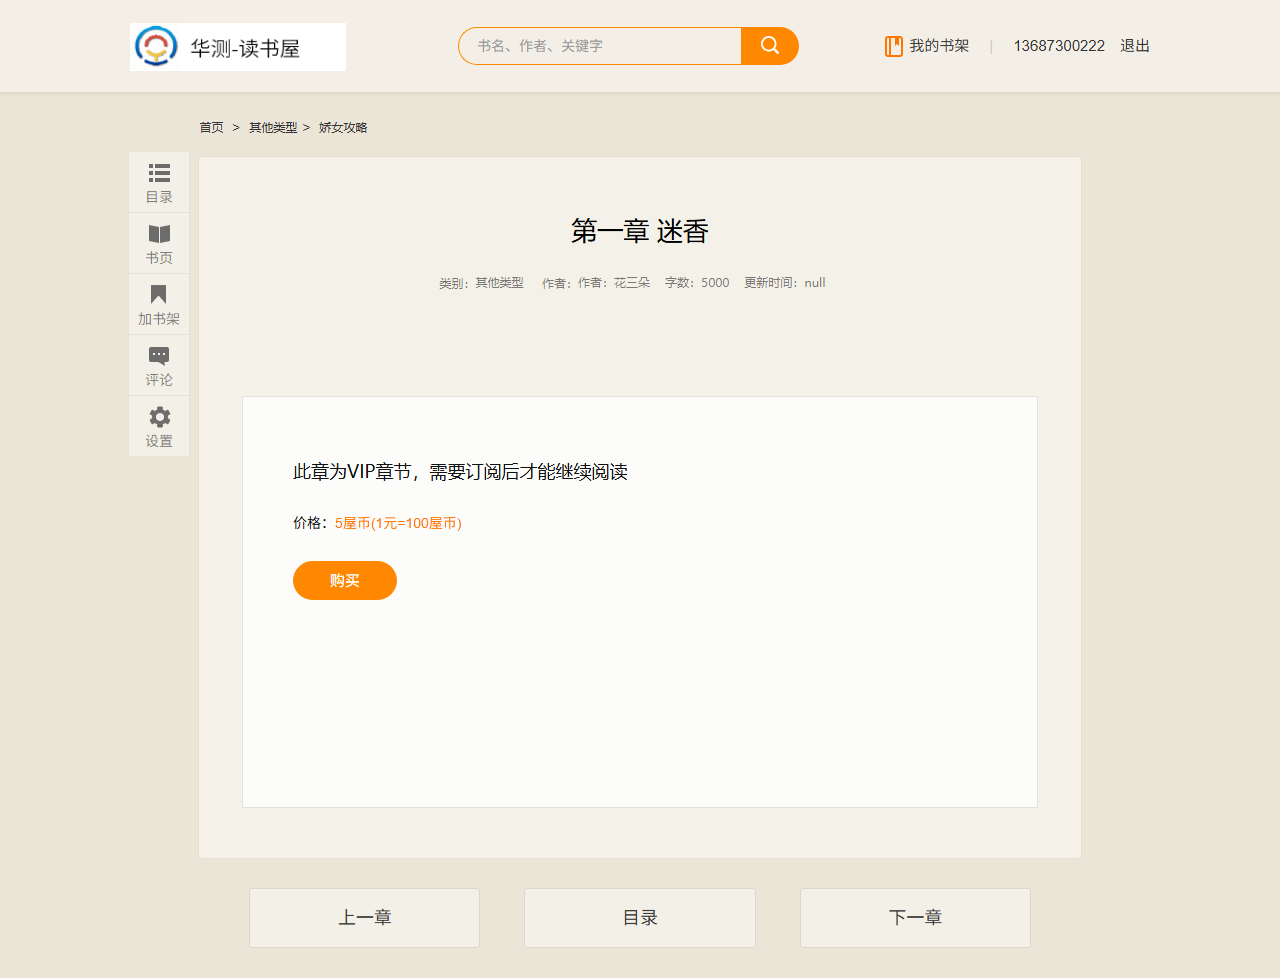 华测-读书屋
书名、作者、关键字
我的书架 | 13687300222 退出
首页 > 其他类型 > 娇女攻略
目录
书页
加书架
评论
设置
第一章 迷香
类别：其他类型 作者：作者：花三朵 字数：5000 更新时间：null
此章为VIP章节，需要订阅后才能继续阅读
价格：5屋币(1元=100屋币)
购买
上一章 目录 下一章